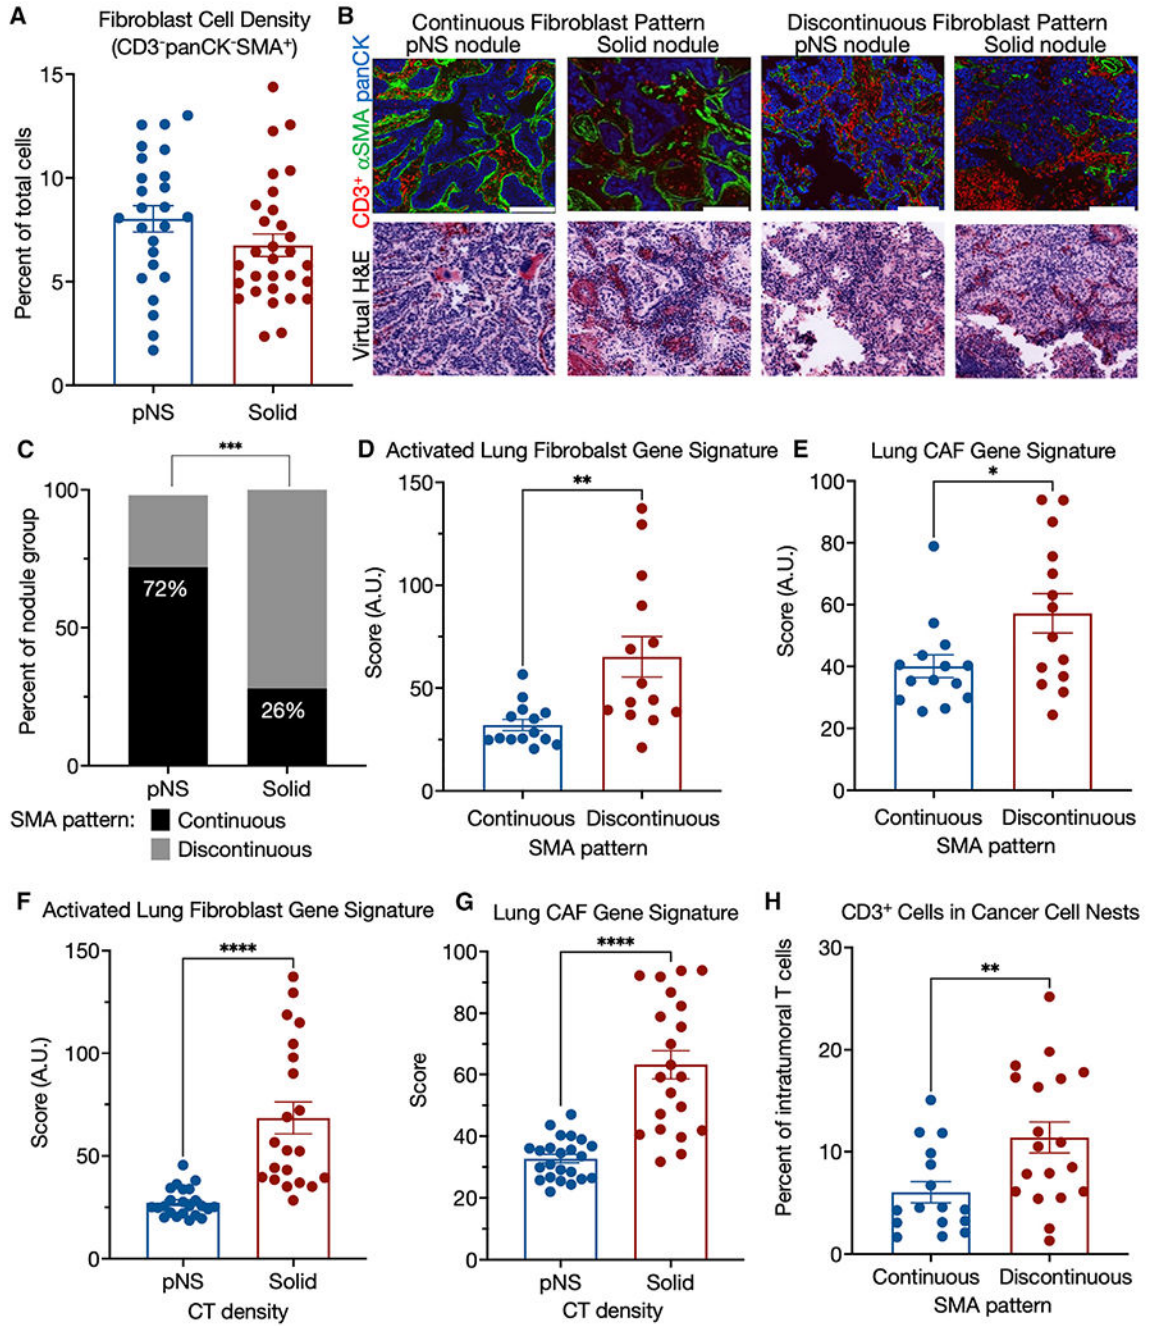 A
Fibroblast Cell Density
(CD3⁻panCK⁻SMA⁺)
Percent of total cells
15
10
5
0
pNS
Solid
B
Continuous Fibroblast Pattern
Discontinuous Fibroblast Pattern
pNS nodule
Solid nodule
pNS nodule
Solid nodule
CD3⁺ αSMA panCK
Virtual H&E
C
***
Percent of nodule group
100
50
0
72%
26%
pNS
Solid
SMA pattern:
Continuous
Discontinuous
D
Activated Lung Fibrobalst Gene Signature
**
Score (A.U.)
150
100
50
0
Continuous
Discontinuous
SMA pattern
E
Lung CAF Gene Signature
*
Score (A.U.)
100
80
60
40
20
0
Continuous
Discontinuous
SMA pattern
F
Activated Lung Fibroblast Gene Signature
****
Score (A.U.)
150
100
50
0
pNS
Solid
CT density
G
Lung CAF Gene Signature
****
Score
100
80
60
40
20
0
pNS
Solid
CT density
H
CD3⁺ Cells in Cancer Cell Nests
**
Percent of intratumoral T cells
30
20
10
0
Continuous
Discontinuous
SMA pattern